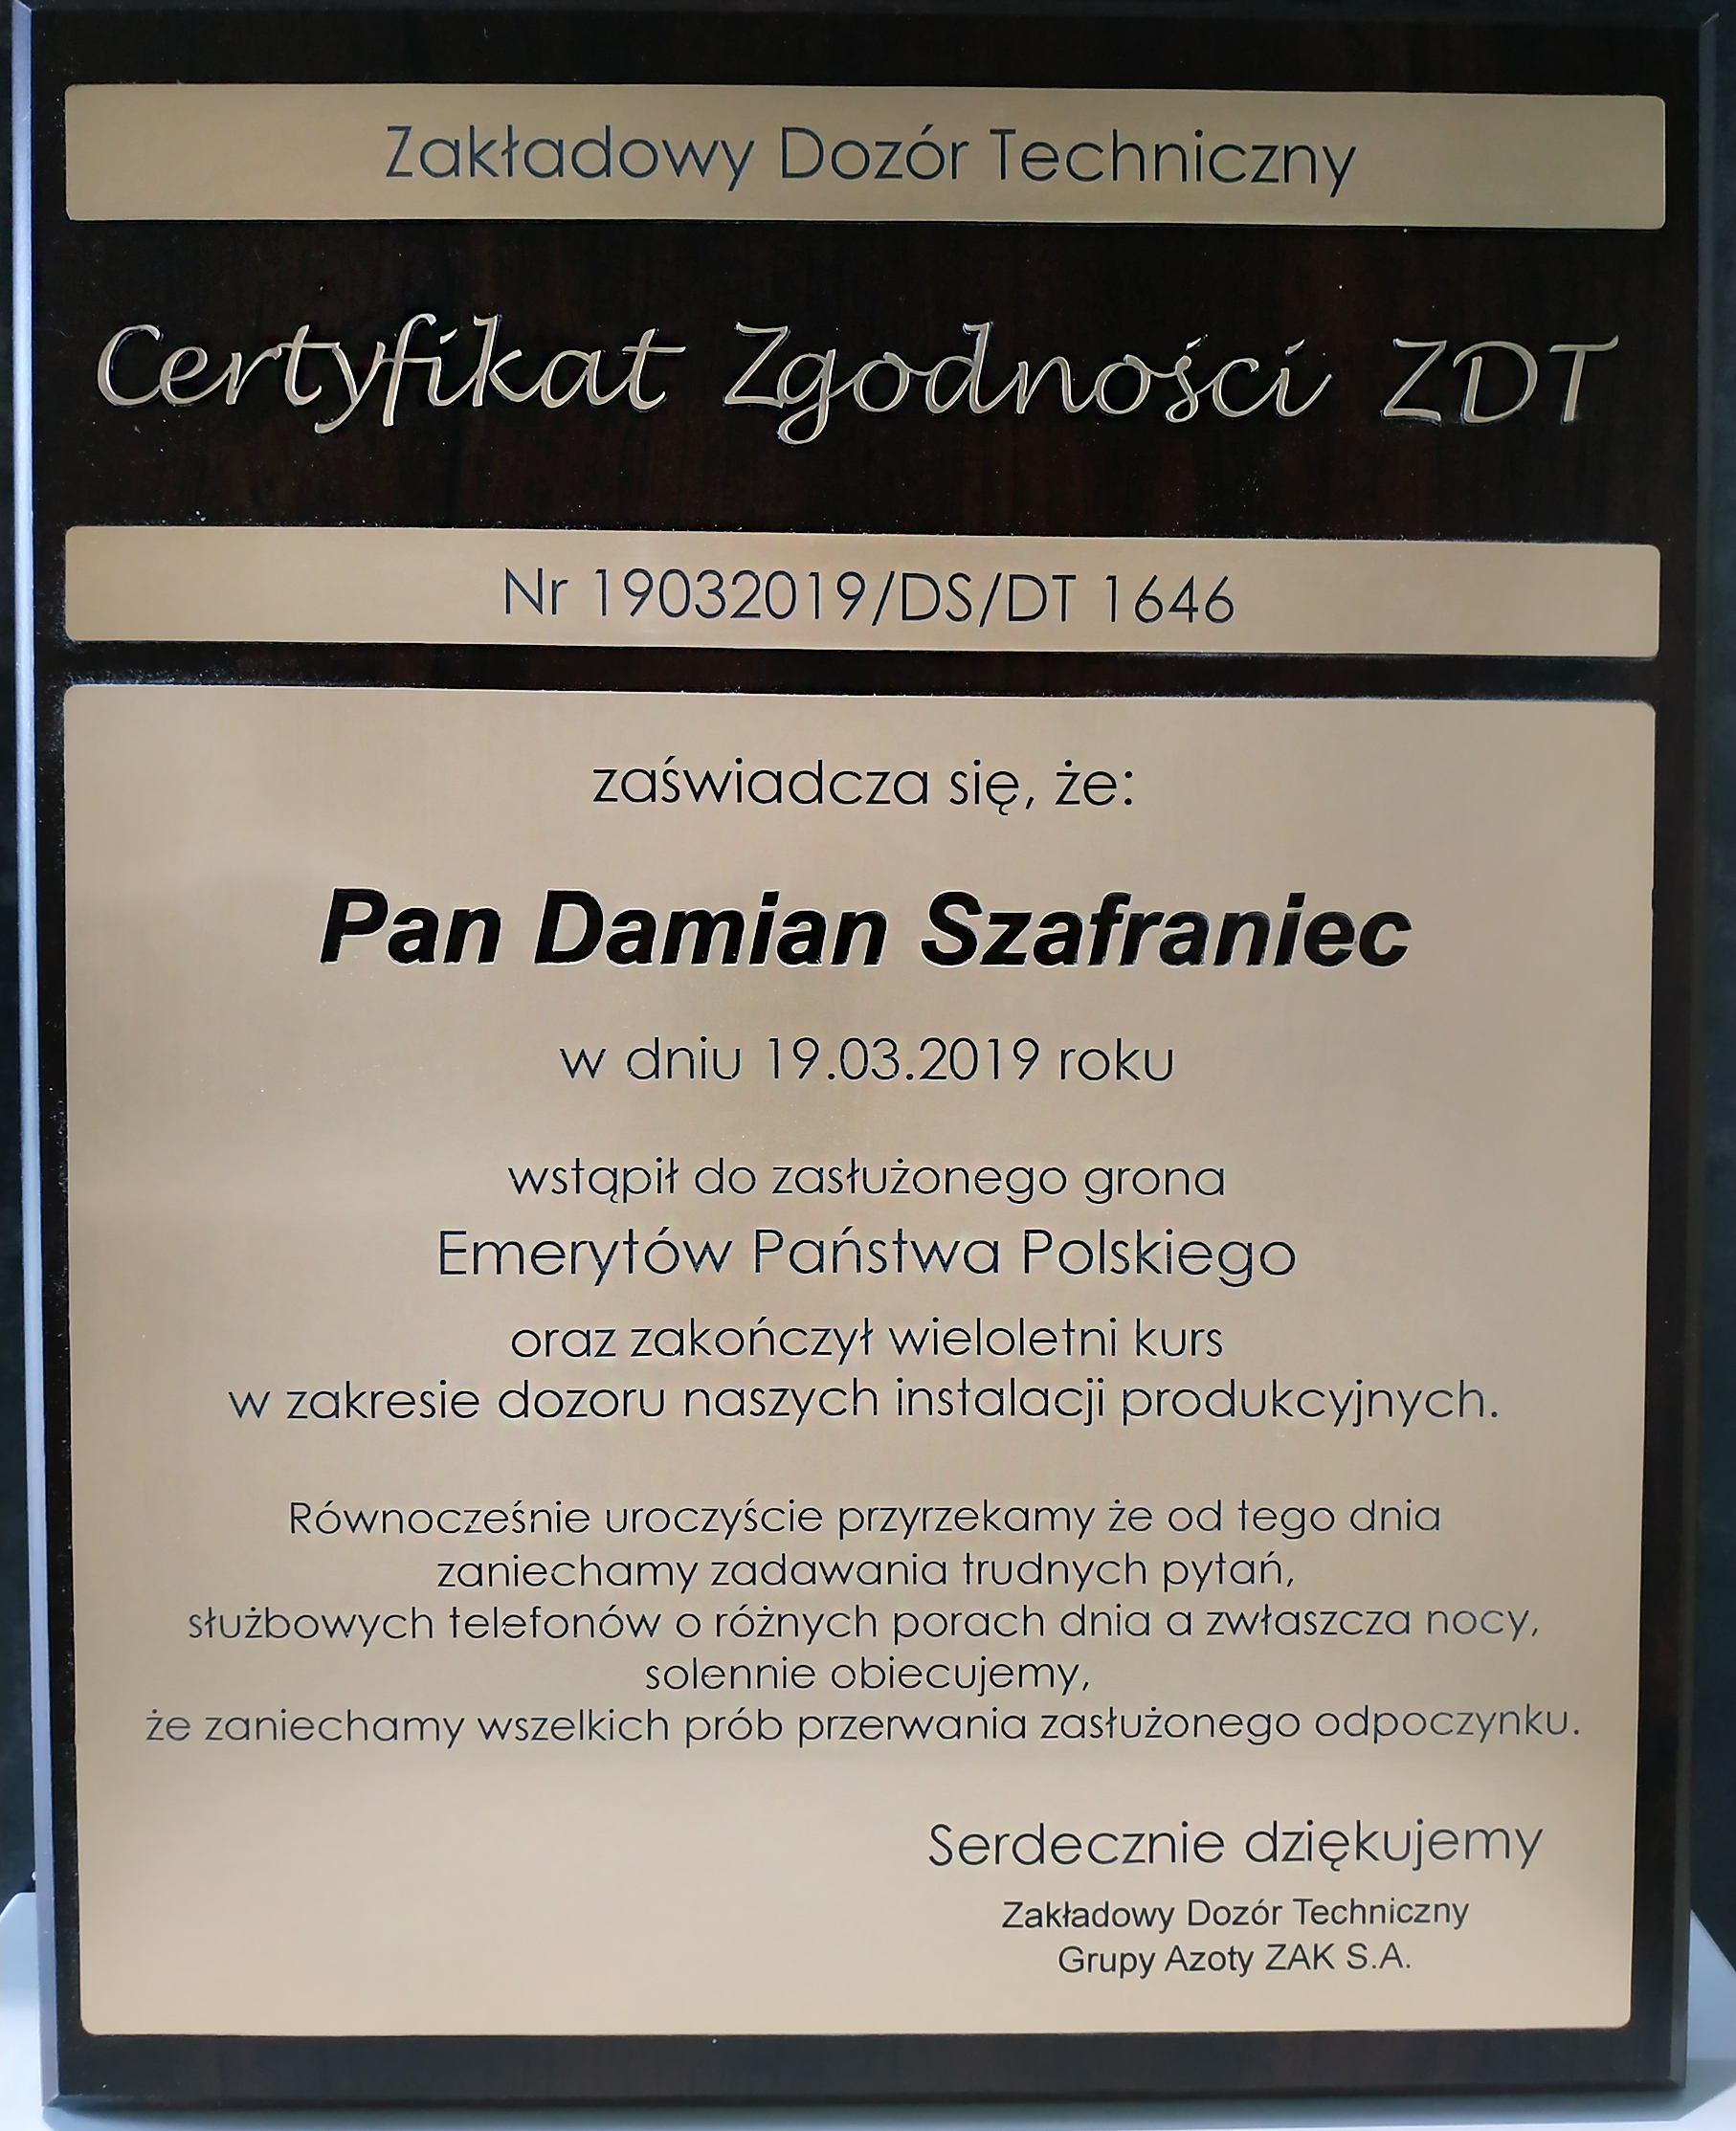 Zakładowy Dozór Techniczny
Certyfikat Zgodności ZDT
Nr 19032019/DS/DT 1646
zaświadcza się, że:
Pan Damian Szafraniec
w dniu 19.03.2019 roku
wstąpił do zasłużonego grona
Emerytów Państwa Polskiego
oraz zakończył wieloletni kurs
w zakresie dozoru naszych instalacji produkcyjnych.
Równocześnie uroczyście przyrzekamy że od tego dnia
zaniechamy zadawania trudnych pytań,
służbowych telefonów o różnych porach dnia a zwłaszcza nocy,
solennie obiecujemy,
że zaniechamy wszelkich prób przerwania zasłużonego odpoczynku.
Serdecznie dziękujemy
Zakładowy Dozór Techniczny
Grupy Azoty ZAK S.A.